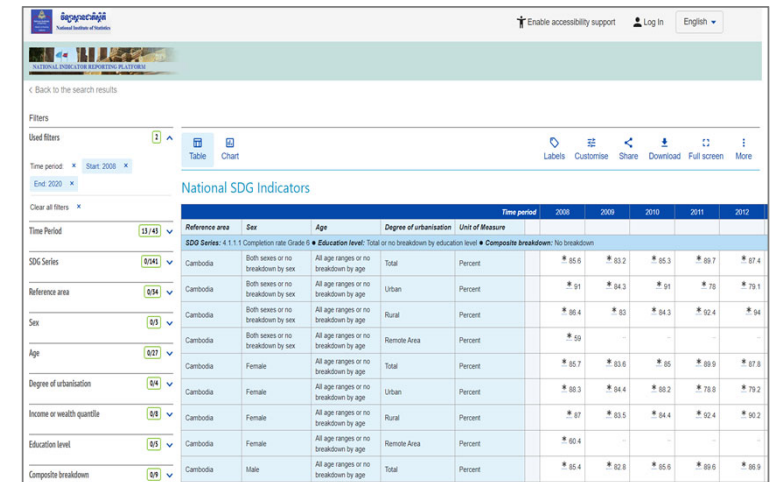 វិទ្យាស្ថានជាតិស្ថិតិ
National Institute of Statistics
Enable accessibility support
Log In
English
NATIONAL INDICATOR REPORTING PLATFORM
< Back to the search results
Filters
Used filters 2
Time period: × Start: 2008 ×
End: 2020 ×
Clear all filters ×
Time Period 13/43
SDG Series 0/141
Reference area 0/34
Sex 0/3
Age 0/27
Degree of urbanisation 0/4
Income or wealth quantile 0/8
Education level 0/5
Composite breakdown 0/9
Table Chart Labels Customise Share Download Full screen More
National SDG Indicators
Time period 2008 2009 2010 2011 2012
Reference area Sex Age Degree of urbanisation Unit of Measure
SDG Series: 4.1.1.1 Completion rate Grade 6 ● Education level: Total or no breakdown by education level ● Composite breakdown: No breakdown
Cambodia Both sexes or no breakdown by sex All age ranges or no breakdown by age Total Percent * 85.6 * 83.2 * 85.3 * 89.7 * 87.4
Cambodia Both sexes or no breakdown by sex All age ranges or no breakdown by age Urban Percent * 91 * 84.3 * 91 * 78 * 79.1
Cambodia Both sexes or no breakdown by sex All age ranges or no breakdown by age Rural Percent * 86.4 * 83 * 84.3 * 92.4 * 94
Cambodia Both sexes or no breakdown by sex All age ranges or no breakdown by age Remote Area Percent * 59 .. .. .. ..
Cambodia Female All age ranges or no breakdown by age Total Percent * 85.7 * 83.6 * 85 * 89.9 * 87.8
Cambodia Female All age ranges or no breakdown by age Urban Percent * 88.3 * 84.4 * 88.2 * 78.8 * 79.2
Cambodia Female All age ranges or no breakdown by age Rural Percent * 87 * 83.5 * 84.4 * 92.4 * 90.2
Cambodia Female All age ranges or no breakdown by age Remote Area Percent * 60.4 .. .. .. ..
Cambodia Male All age ranges or no breakdown by age Total Percent * 85.4 * 82.8 * 85.6 * 89.6 * 86.9